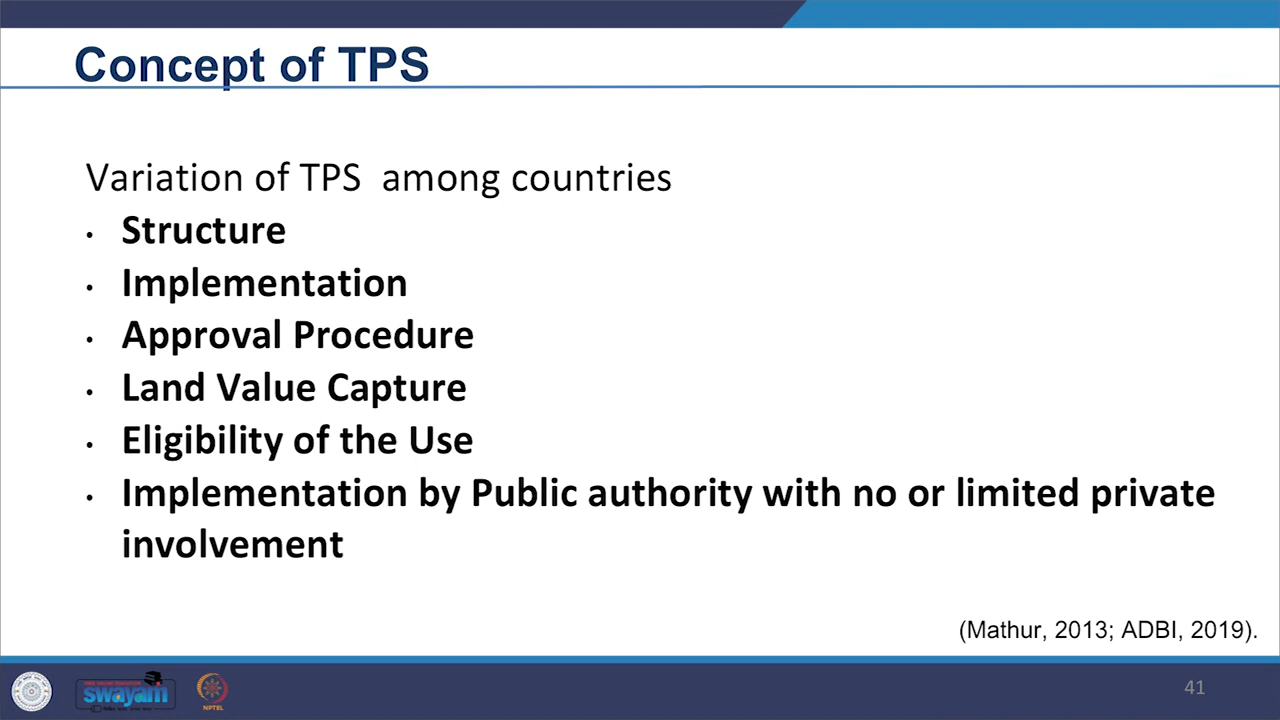 Concept of TPS
Variation of TPS among countries
• Structure
• Implementation
• Approval Procedure
• Land Value Capture
• Eligibility of the Use
• Implementation by Public authority with no or limited private
involvement
(Mathur, 2013; ADBI, 2019).
swayam
NPTEL
41